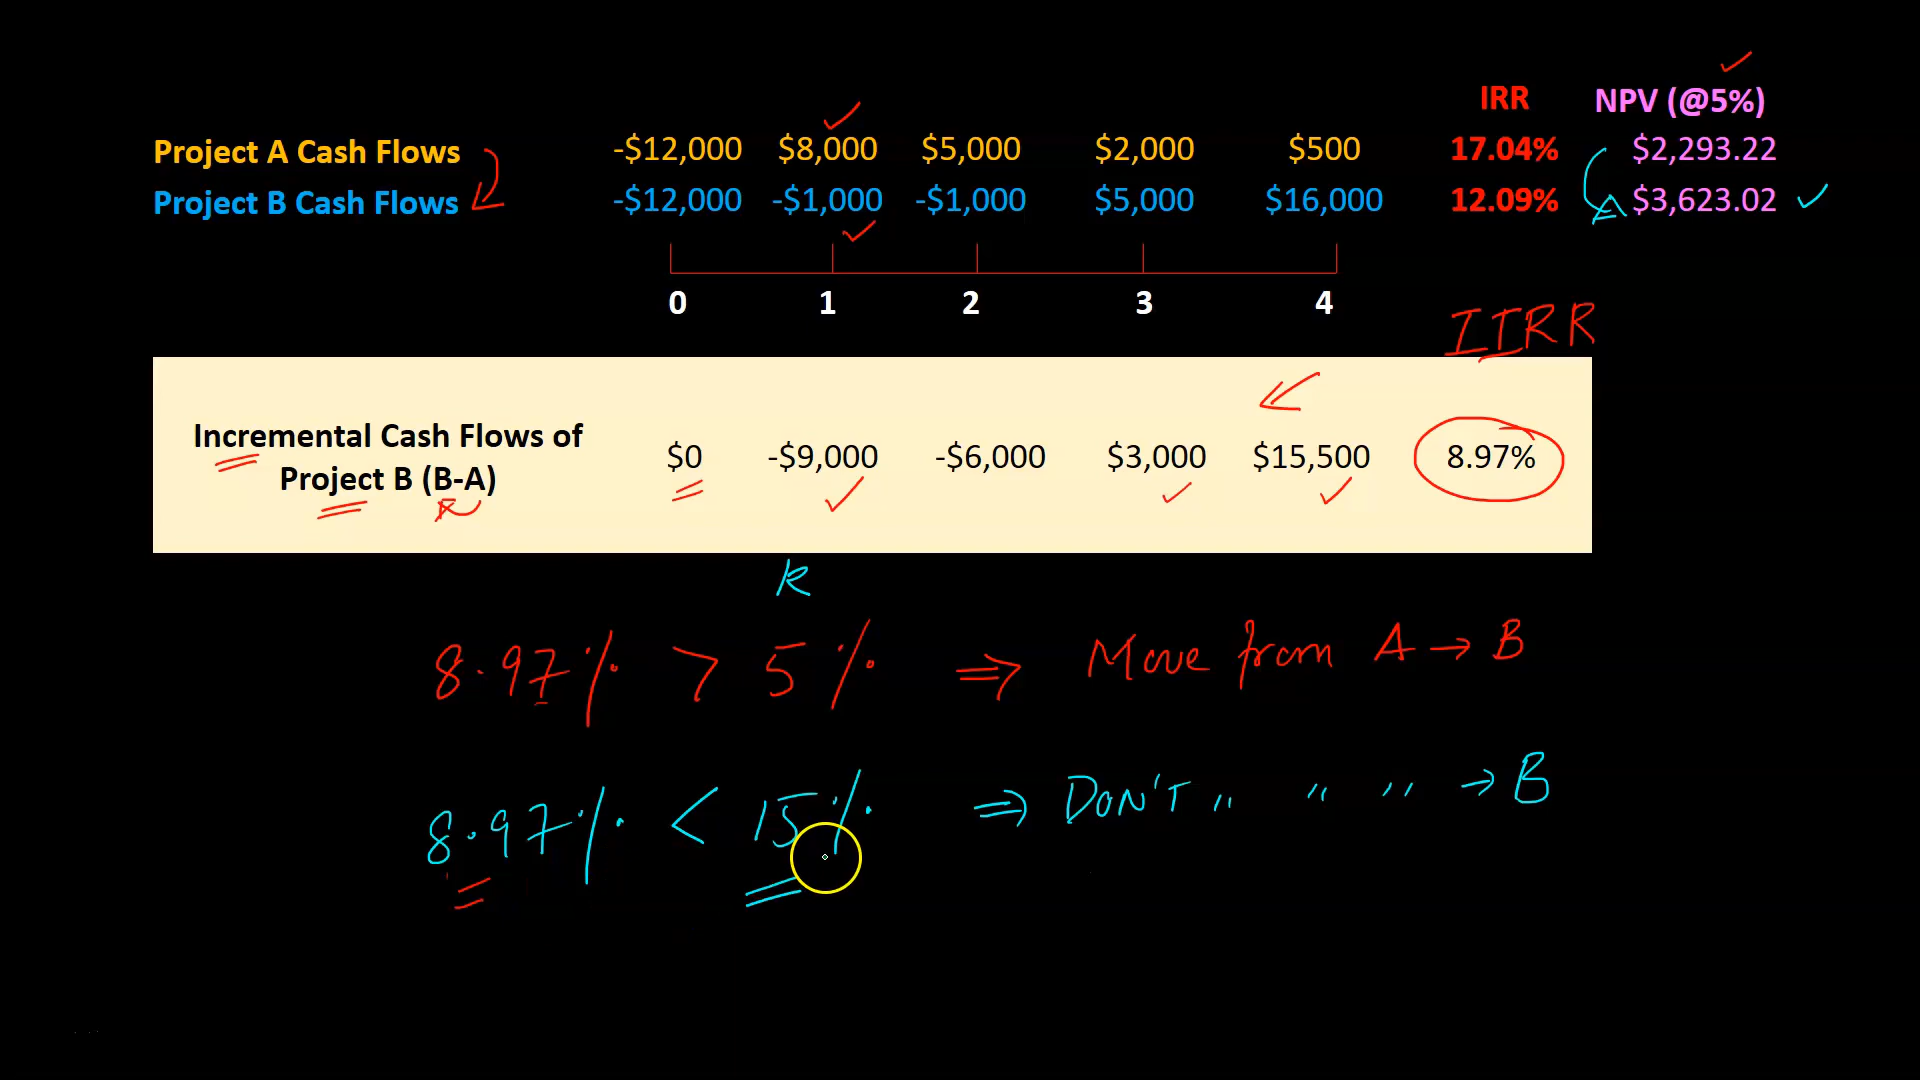 IRR NPV (@5%)
Project A Cash Flows -$12,000 $8,000 $5,000 $2,000 $500 17.04% $2,293.22
Project B Cash Flows -$12,000 -$1,000 -$1,000 $5,000 $16,000 12.09% $3,623.02
0 1 2 3 4
IIRR
Incremental Cash Flows of
Project B (B-A) $0 -$9,000 -$6,000 $3,000 $15,500 8.97%
k
8.97% > 5% ⇒ Move from A → B
8.97% < 15% ⇒ DON'T " " " → B